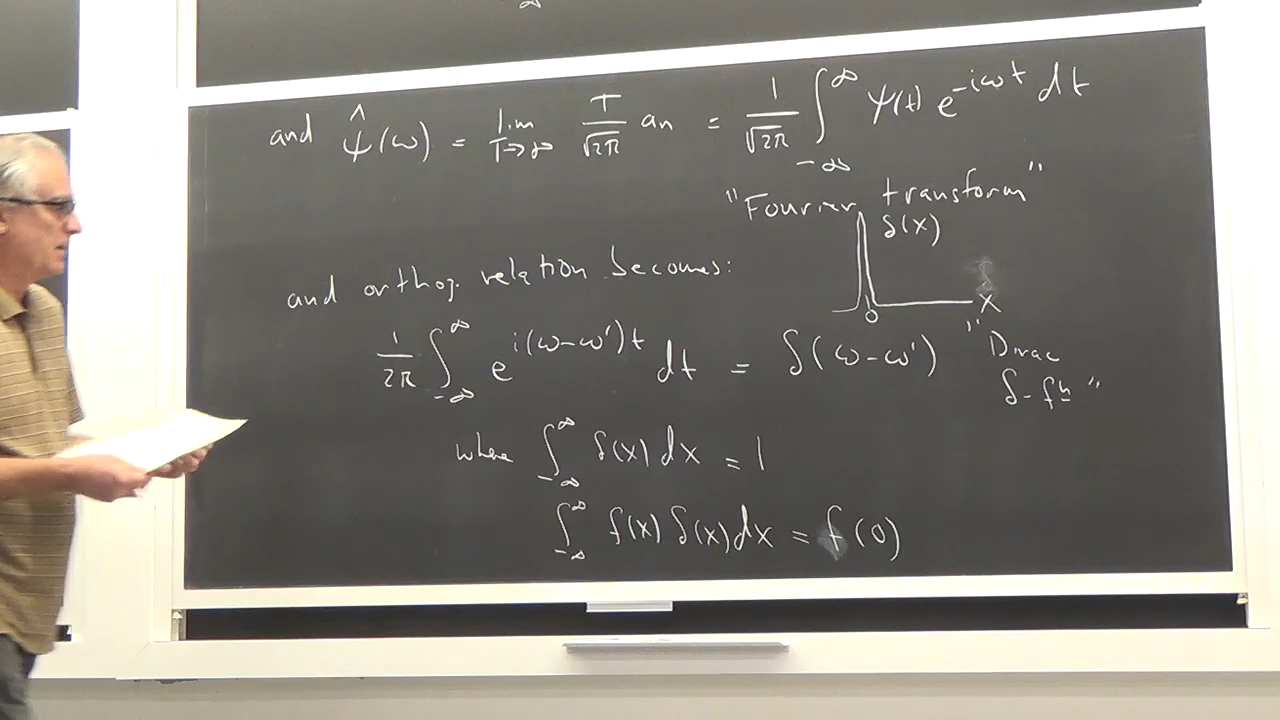 ∞
and ψ̂(ω) = lim T→∞ T/√2π an = 1/√2π ∫_{-∞}^{∞} ψ(t) e^{-iωt} dt
"Fourier transform"
δ(x)
and orthog. relation becomes:
0 x
1/2π ∫_{-∞}^{∞} e^{i(ω-ω')t} dt = δ(ω-ω') "Dirac
δ-fn"
where ∫_{-∞}^{∞} δ(x) dx = 1
∫_{-∞}^{∞} f(x) δ(x) dx = f(0)